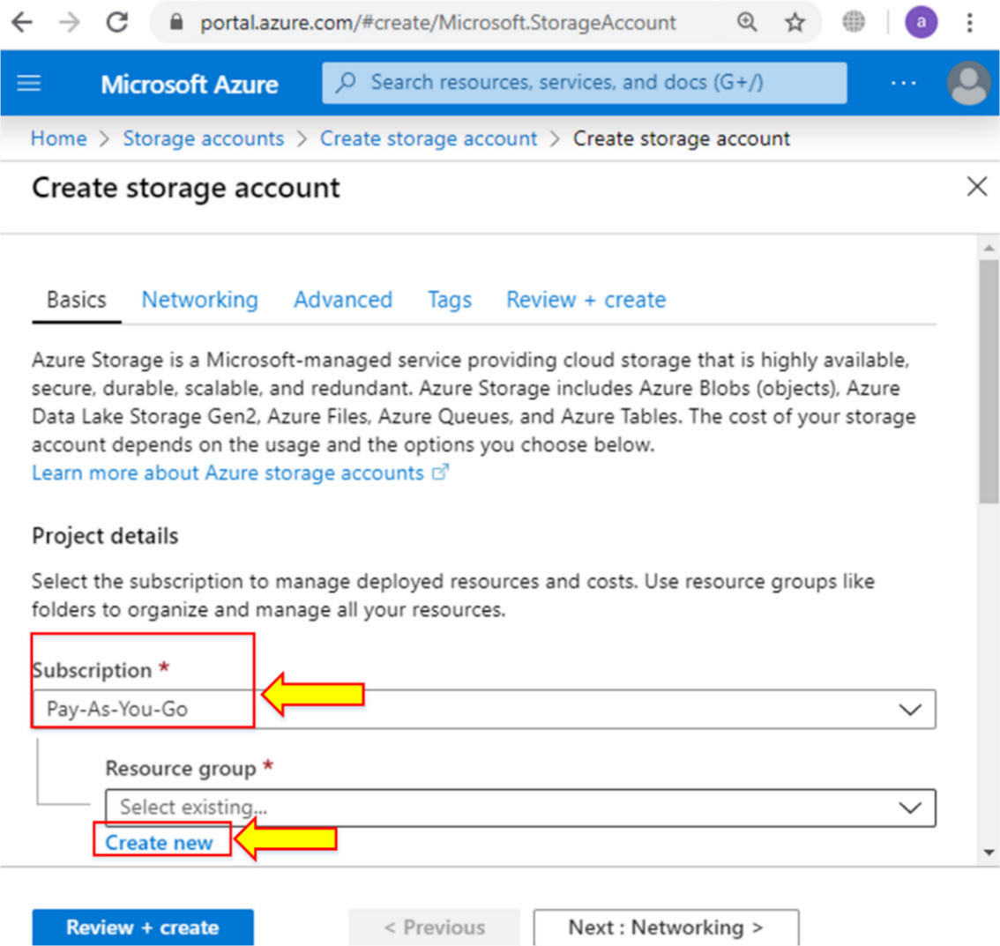 portal.azure.com/#create/Microsoft.StorageAccount
a
Microsoft Azure
Search resources, services, and docs (G+/)
...
Home > Storage accounts > Create storage account > Create storage account
Create storage account
Basics Networking Advanced Tags Review + create
Azure Storage is a Microsoft-managed service providing cloud storage that is highly available,
secure, durable, scalable, and redundant. Azure Storage includes Azure Blobs (objects), Azure
Data Lake Storage Gen2, Azure Files, Azure Queues, and Azure Tables. The cost of your storage
account depends on the usage and the options you choose below.
Learn more about Azure storage accounts
Project details
Select the subscription to manage deployed resources and costs. Use resource groups like
folders to organize and manage all your resources.
Subscription *
Pay-As-You-Go
Resource group *
Select existing...
Create new
Review + create
< Previous
Next : Networking >